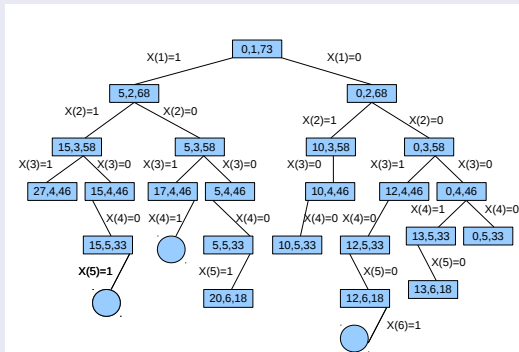 X(1)=1 0,1,73 X(1)=0
5,2,68 0,2,68
X(2)=1 X(2)=0 X(2)=1 X(2)=0
15,3,58 5,3,58 10,3,58 0,3,58
X(3)=1 X(3)=0 X(3)=1 X(3)=0 X(3)=0 X(3)=1 X(3)=0
27,4,46 15,4,46 17,4,46 5,4,46 10,4,46 12,4,46 0,4,46
X(4)=0 X(4)=1 X(4)=0 X(4)=0 X(4)=0 X(4)=1 X(4)=0
15,5,33 5,5,33 10,5,33 12,5,33 13,5,33 0,5,33
X(5)=1 X(5)=1 X(5)=0 X(5)=0
20,6,18 12,6,18 13,6,18
X(6)=1